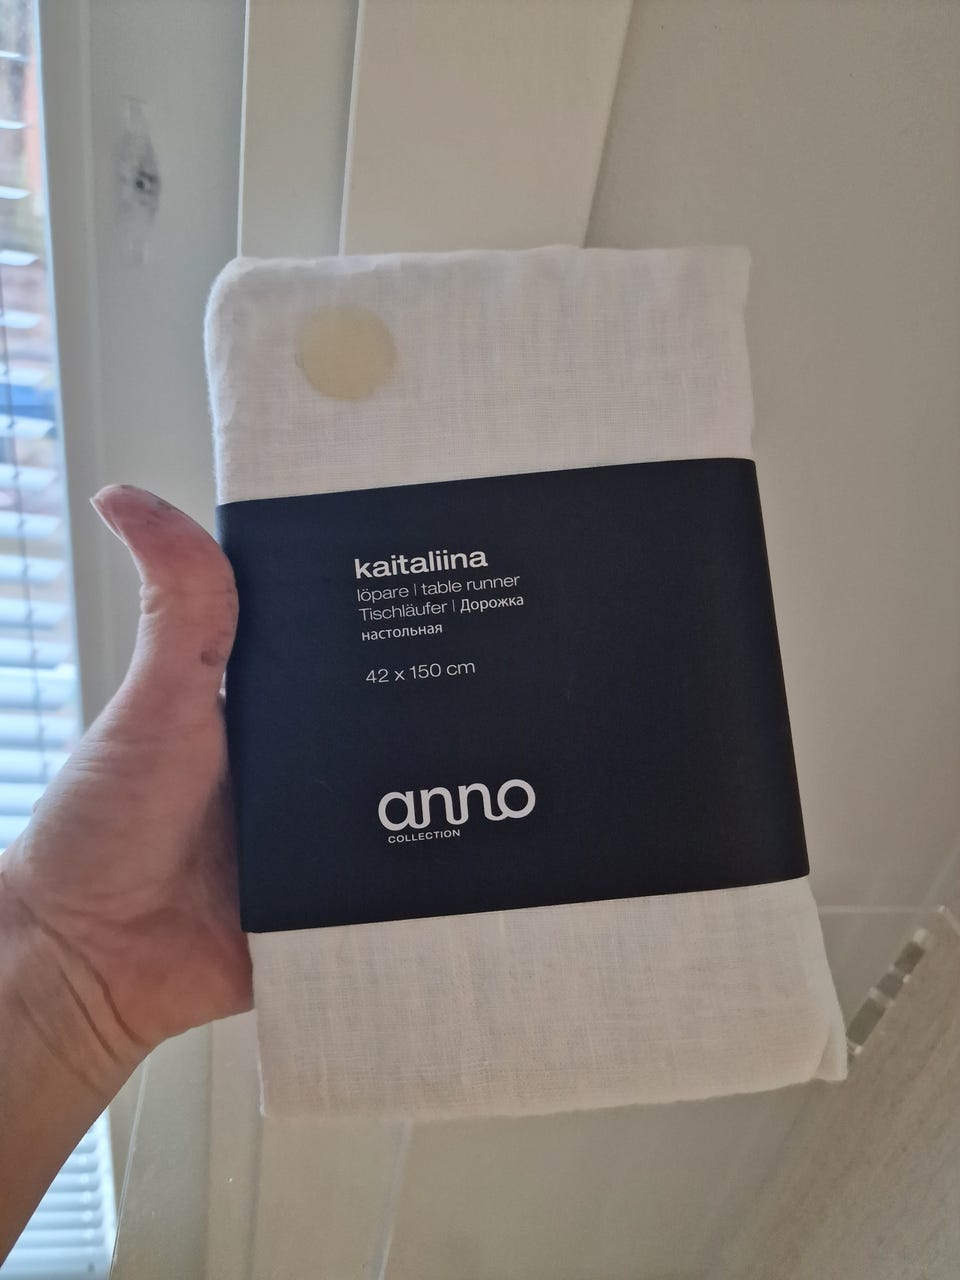 kaitaliina
löpare | table runner
Tischläufer | Дорожка
настольная
42 x 150 cm
anno
COLLECTION